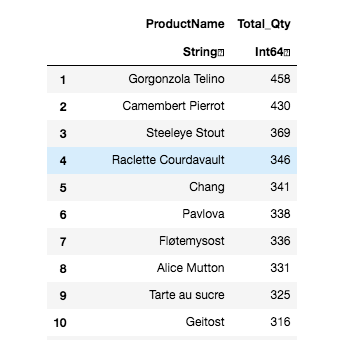 ProductName Total_Qty
String Int64
1 Gorgonzola Telino 458
2 Camembert Pierrot 430
3 Steeleye Stout 369
4 Raclette Courdavault 346
5 Chang 341
6 Pavlova 338
7 Fløtemysost 336
8 Alice Mutton 331
9 Tarte au sucre 325
10 Geitost 316